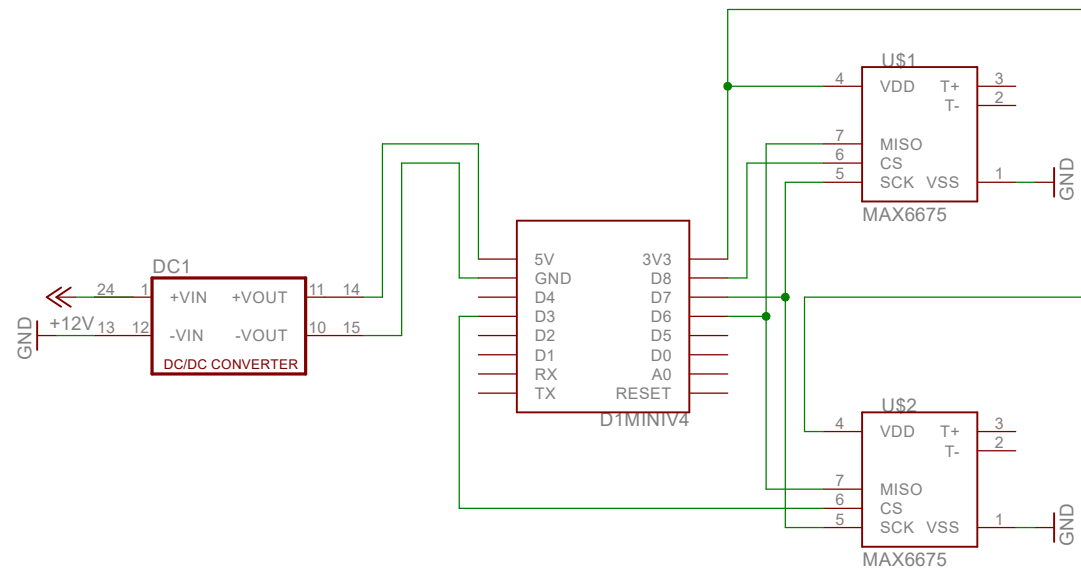 U$1
4 VDD T+ 3
T- 2
7 MISO
6 CS
5 SCK VSS 1
GND
MAX6675
DC1
24 1 +VIN +VOUT 11 14
+12V
13 12 -VIN -VOUT 10 15
GND
DC/DC CONVERTER
5V 3V3
GND D8
D4 D7
D3 D6
D2 D5
D1 D0
RX A0
TX RESET
D1MINIV4
U$2
4 VDD T+ 3
T- 2
7 MISO
6 CS
5 SCK VSS 1
GND
MAX6675